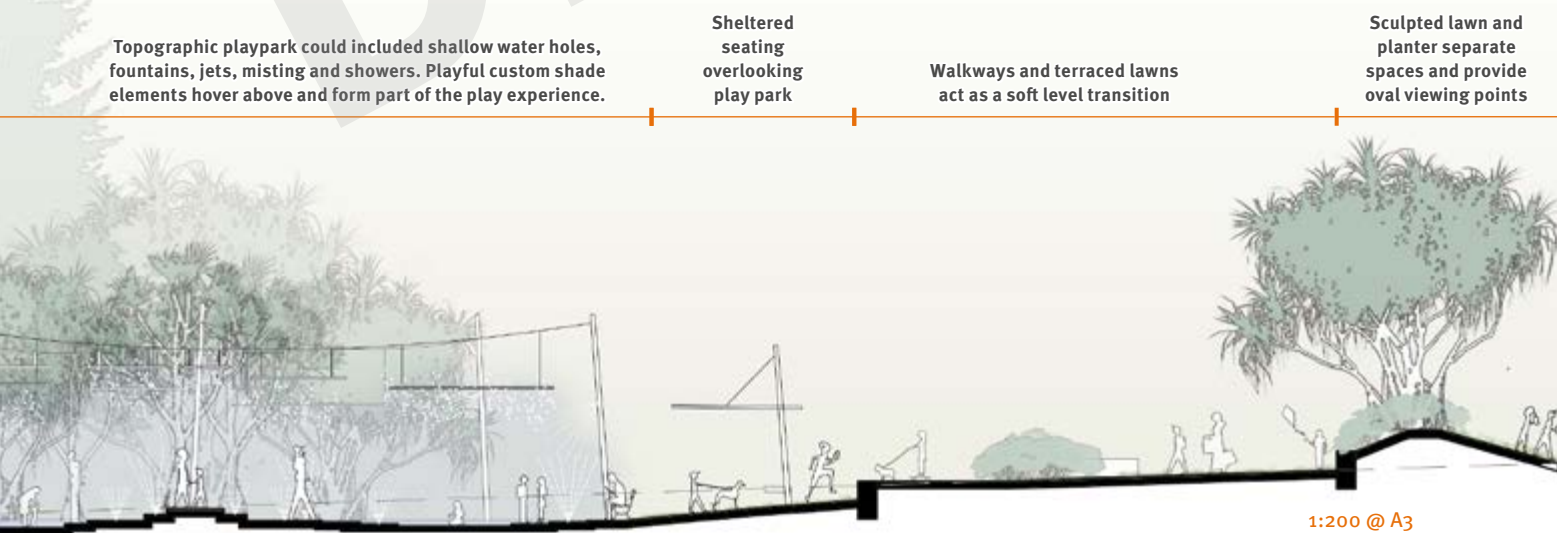 Topographic playpark could included shallow water holes,
fountains, jets, misting and showers. Playful custom shade
elements hover above and form part of the play experience.
Sheltered
seating
overlooking
play park
Walkways and terraced lawns
act as a soft level transition
Sculpted lawn and
planter separate
spaces and provide
oval viewing points
1:200 @ A3